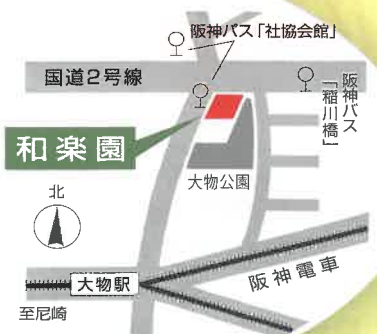 阪神バス「社協会館」
国道2号線
阪神バス
「稲川橋」
和楽園
大物公園
北
大物駅
阪神電車
至尼崎